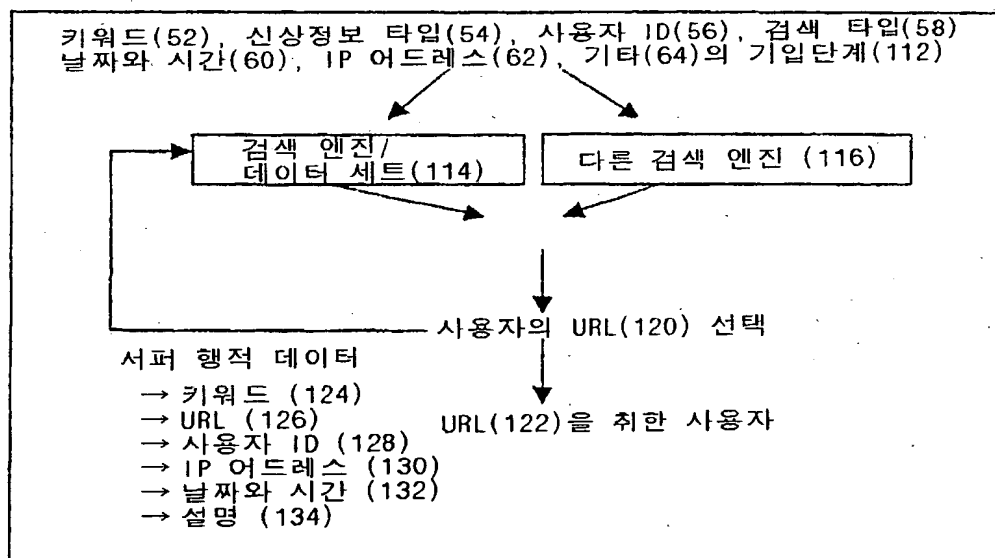 키워드(52), 신상정보 타입(54), 사용자 ID(56), 검색 타입(58)
날짜와 시간(60), IP 어드레스(62), 기타(64)의 기입단계(112)
검색 엔진/
데이터 세트(114)
다른 검색 엔진 (116)
사용자의 URL(120) 선택
서퍼 행적 데이터
→ 키워드 (124)
→ URL (126)
→ 사용자 ID (128)
→ IP 어드레스 (130)
→ 날짜와 시간 (132)
→ 설명 (134)
URL(122)을 취한 사용자